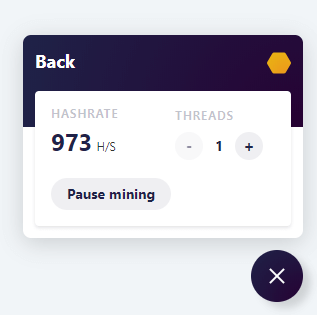 Back
HASHRATE
THREADS
973 H/S
- 1 +
Pause mining